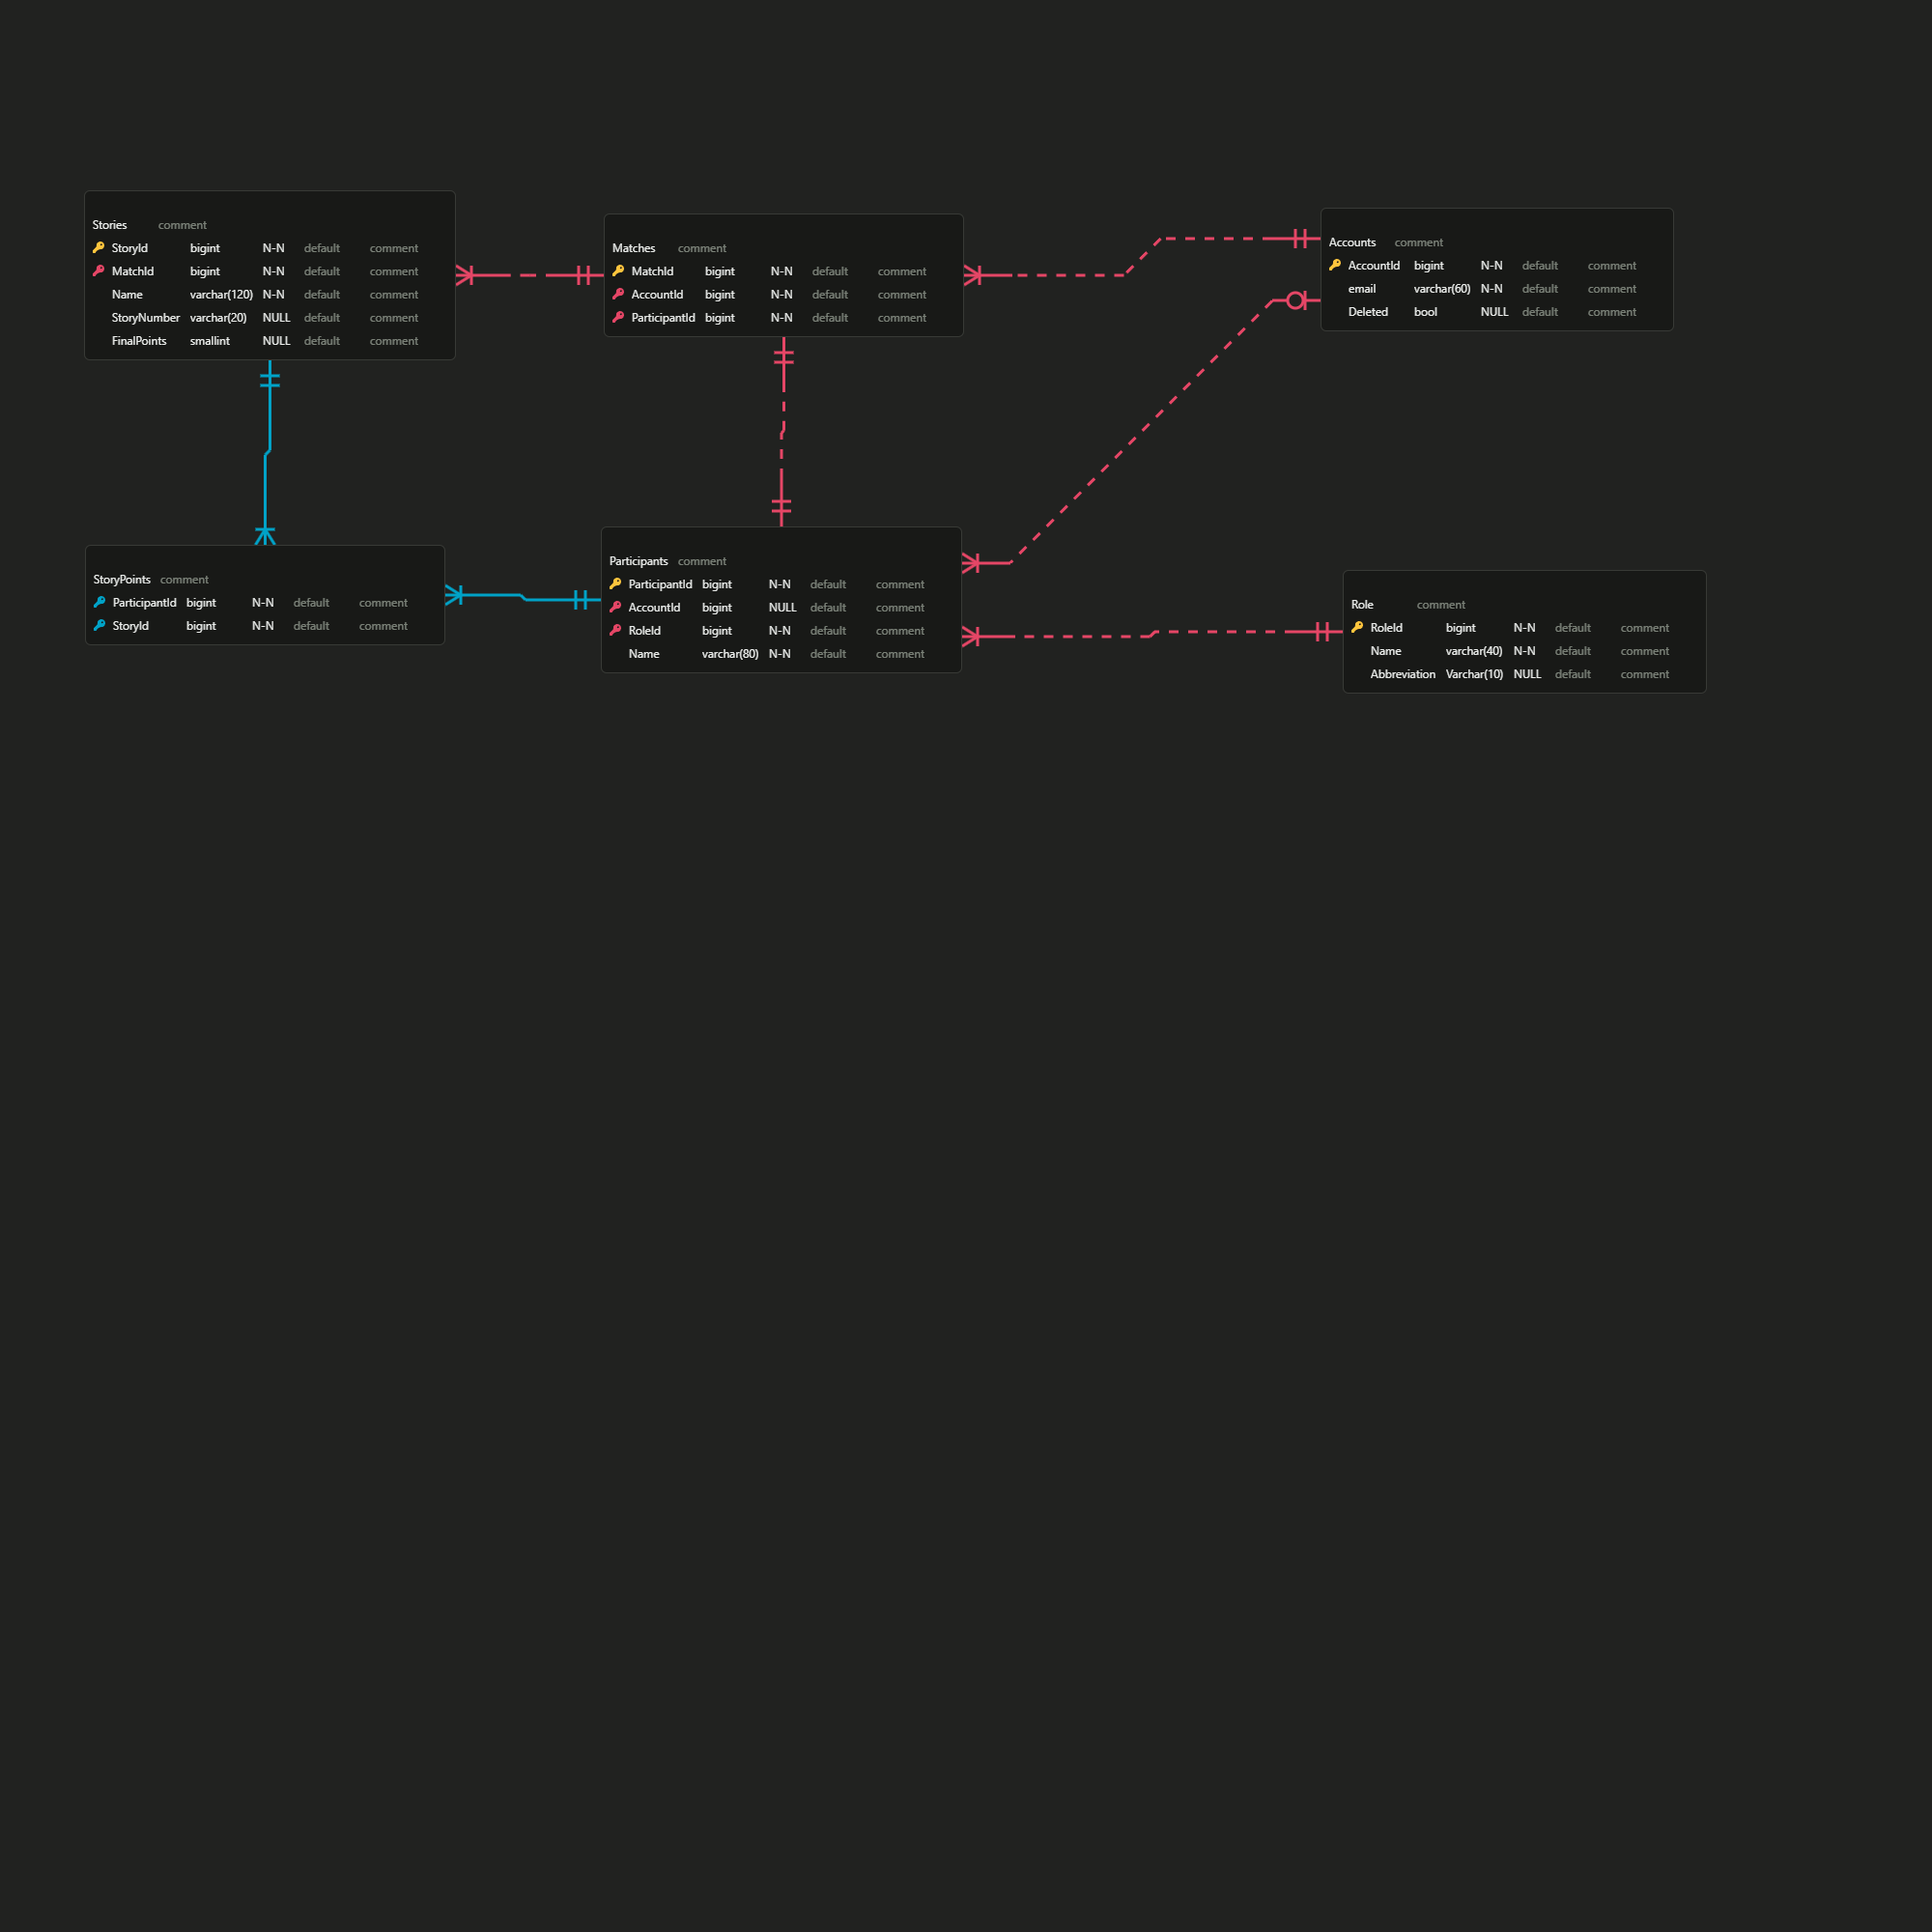 Stories comment
StoryId bigint N-N default comment
MatchId bigint N-N default comment
Name varchar(120) N-N default comment
StoryNumber varchar(20) NULL default comment
FinalPoints smallint NULL default comment
Matches comment
MatchId bigint N-N default comment
AccountId bigint N-N default comment
ParticipantId bigint N-N default comment
Accounts comment
AccountId bigint N-N default comment
email varchar(60) N-N default comment
Deleted bool NULL default comment
StoryPoints comment
ParticipantId bigint N-N default comment
StoryId bigint N-N default comment
Participants comment
ParticipantId bigint N-N default comment
AccountId bigint NULL default comment
RoleId bigint N-N default comment
Name varchar(80) N-N default comment
Role comment
RoleId bigint N-N default comment
Name varchar(40) N-N default comment
Abbreviation Varchar(10) NULL default comment